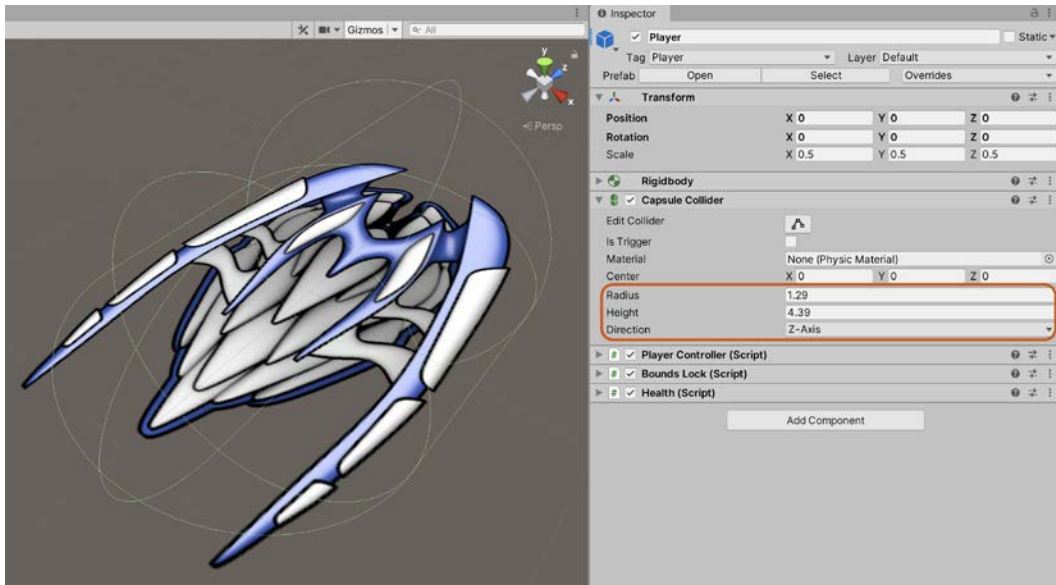 Gizmos
All
y
z
x
Persp
Inspector
Player
Static
Tag Player Layer Default
Prefab Open Select Overrides
Transform
Position X 0 Y 0 Z 0
Rotation X 0 Y 0 Z 0
Scale X 0.5 Y 0.5 Z 0.5
Rigidbody
Capsule Collider
Edit Collider
Is Trigger
Material None (Physic Material)
Center X 0 Y 0 Z 0
Radius 1.29
Height 4.39
Direction Z-Axis
# Player Controller (Script)
# Bounds Lock (Script)
# Health (Script)
Add Component